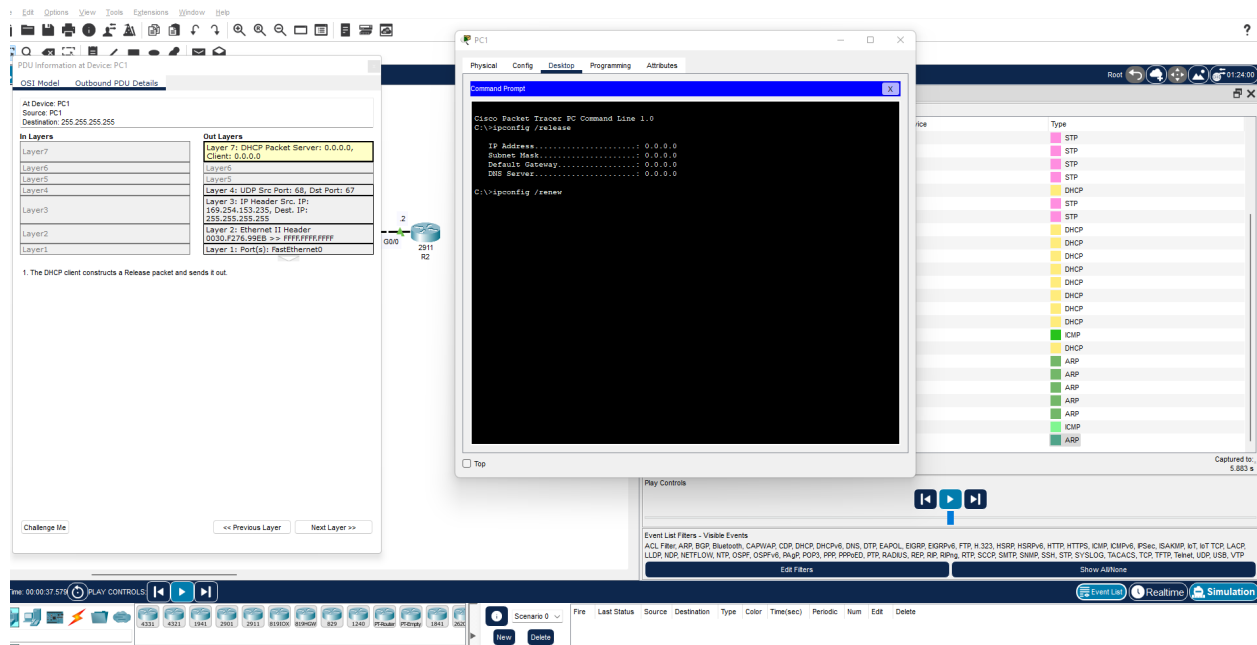 Edit Options View Tools Extensions Window Help
?
PDU Information at Device: PC1
OSI Model Outbound PDU Details
At Device: PC1
Source: PC1
Destination: 255.255.255.255
In Layers Out Layers
Layer7
Layer 7: DHCP Packet Server: 0.0.0.0,
Client: 0.0.0.0
Layer6 Layer6
Layer5 Layer5
Layer4 Layer 4: UDP Src Port: 68, Dst Port: 67
Layer3
Layer 3: IP Header Src. IP:
169.254.153.235, Dest. IP:
255.255.255.255
Layer2
Layer 2: Ethernet II Header
0030.F276.99EB >> FFFF.FFFF.FFFF
Layer1 Layer 1: Port(s): FastEthernet0
1. The DHCP client constructs a Release packet and sends it out.
Challenge Me << Previous Layer Next Layer >>
.2
G0/0
2911
R2
PC1
Physical Config Desktop Programming Attributes
Command Prompt X
Cisco Packet Tracer PC Command Line 1.0
C:\>ipconfig /release
IP Address......................: 0.0.0.0
Subnet Mask.....................: 0.0.0.0
Default Gateway.................: 0.0.0.0
DNS Server......................: 0.0.0.0
C:\>ipconfig /renew
Top
Root 01:24:00
vice Type
STP
STP
STP
STP
DHCP
STP
STP
DHCP
DHCP
DHCP
DHCP
DHCP
DHCP
DHCP
DHCP
ICMP
DHCP
ARP
ARP
ARP
ARP
ARP
ICMP
ARP
Captured to:
5.883 s
Play Controls
Event List Filters - Visible Events
ACL Filter, ARP, BGP, Bluetooth, CAPWAP, CDP, DHCP, DHCPv6, DNS, DTP, EAPOL, EIGRP, EIGRPv6, FTP, H.323, HSRP, HSRPv6, HTTP, HTTPS, ICMP, ICMPv6, IPSec, ISAKMP, IoT, IoT TCP, LACP,
LLDP, NDP, NETFLOW, NTP, OSPF, OSPFv6, PAgP, POP3, PPP, PPPoED, PTP, RADIUS, REP, RIP, RIPng, RTP, SCCP, SMTP, SNMP, SSH, STP, SYSLOG, TACACS, TCP, TFTP, Telnet, UDP, USB, VTP
Edit Filters Show All/None
Time: 00:00:37.579 PLAY CONTROLS: Event List Realtime Simulation
4331 4321 1941 2901 2911 819IOX 819HGW 829 1240 PT-Router PT-Empty 1841 2620
Scenario 0
New Delete
Fire Last Status Source Destination Type Color Time(sec) Periodic Num Edit Delete